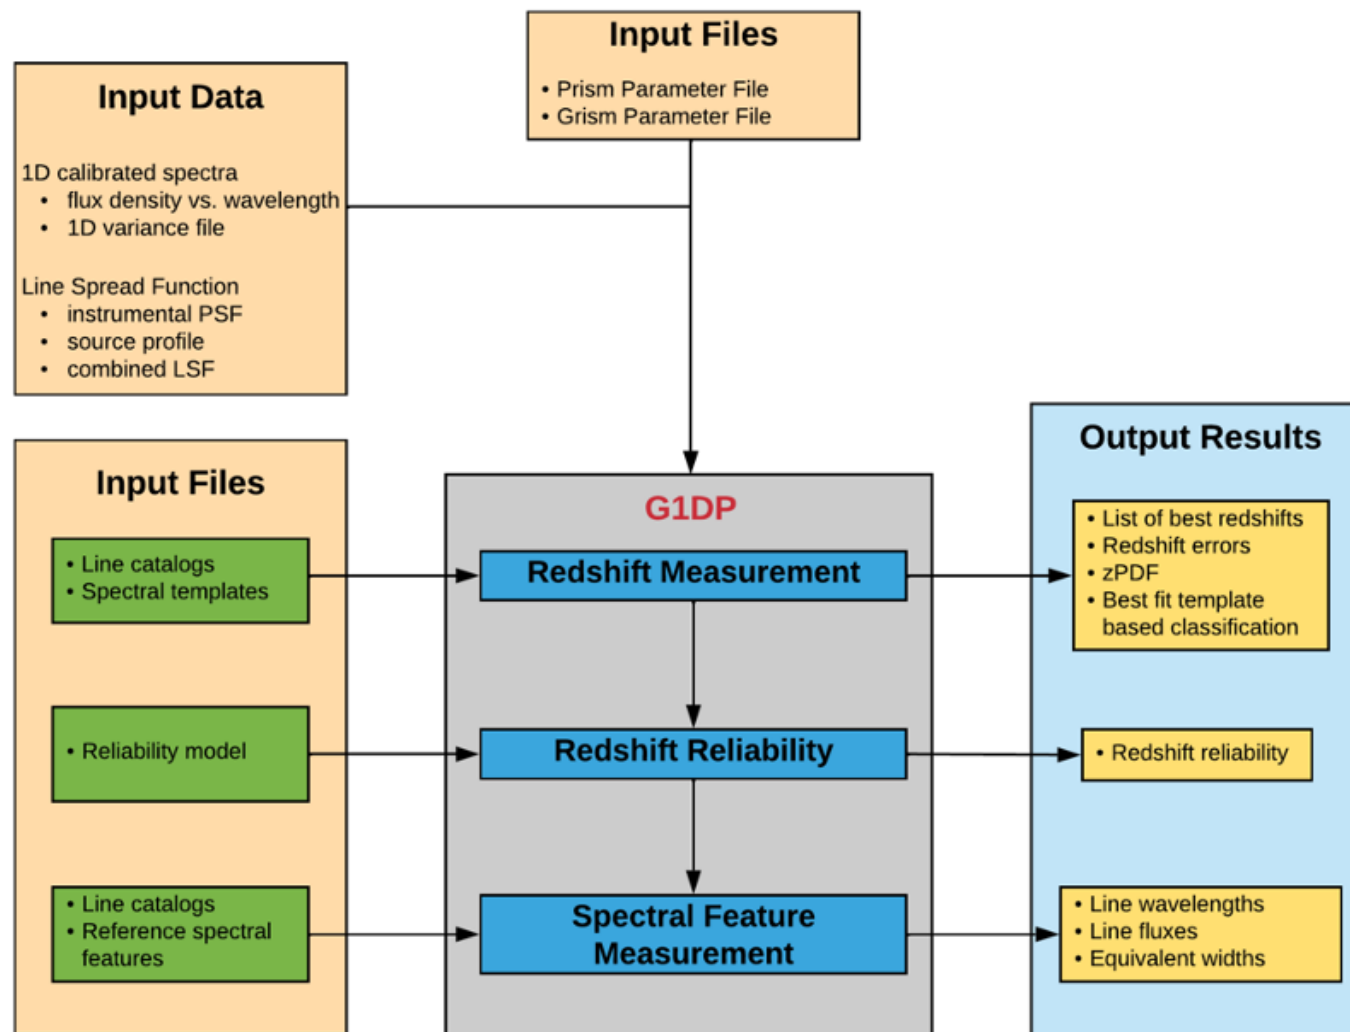 Input Files
• Prism Parameter File
• Grism Parameter File
Input Data
1D calibrated spectra
• flux density vs. wavelength
• 1D variance file
Line Spread Function
• instrumental PSF
• source profile
• combined LSF
Input Files
• Line catalogs
• Spectral templates
• Reliability model
• Line catalogs
• Reference spectral
features
G1DP
Redshift Measurement
Redshift Reliability
Spectral Feature
Measurement
Output Results
• List of best redshifts
• Redshift errors
• zPDF
• Best fit template
based classification
• Redshift reliability
• Line wavelengths
• Line fluxes
• Equivalent widths